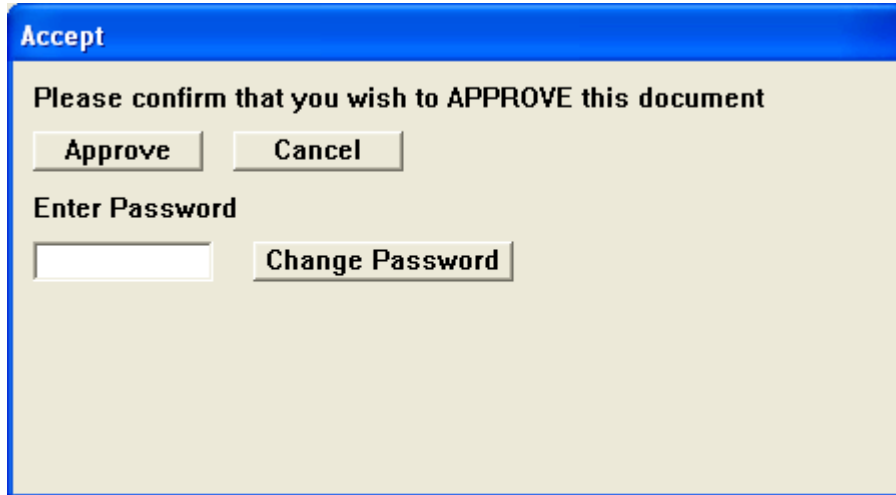 Accept
Please confirm that you wish to APPROVE this document
Approve Cancel
Enter Password
Change Password